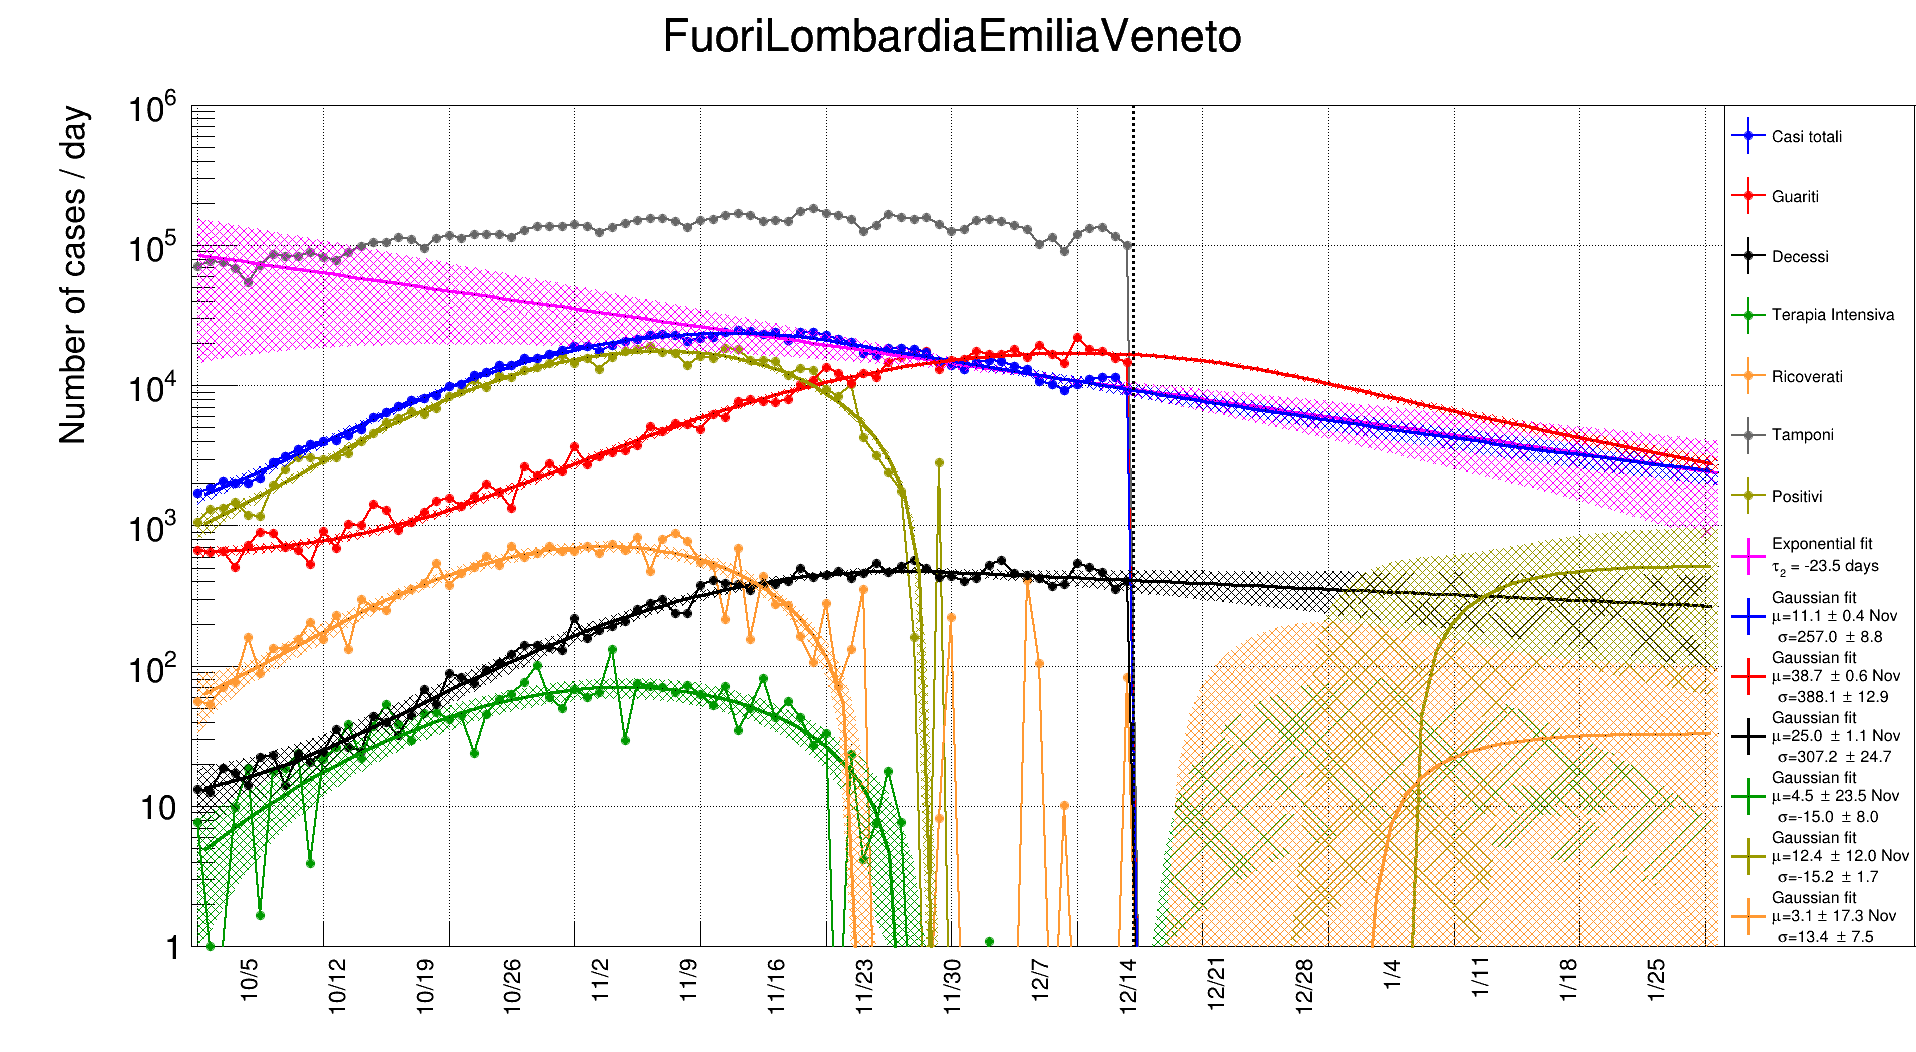 FuoriLombardiaEmiliaVeneto
Number of cases / day
10^6
10^5
10^4
10^3
10^2
10
1
10/5
10/12
10/19
10/26
11/2
11/9
11/16
11/23
11/30
12/7
12/14
12/21
12/28
1/4
1/11
1/18
1/25
Casi totali
Guariti
Decessi
Terapia Intensiva
Ricoverati
Tamponi
Positivi
Exponential fit
τ2 = -23.5 days
Gaussian fit
μ=11.1 ± 0.4 Nov
σ=257.0 ± 8.8
Gaussian fit
μ=38.7 ± 0.6 Nov
σ=388.1 ± 12.9
Gaussian fit
μ=25.0 ± 1.1 Nov
σ=307.2 ± 24.7
Gaussian fit
μ=4.5 ± 23.5 Nov
σ=-15.0 ± 8.0
Gaussian fit
μ=12.4 ± 12.0 Nov
σ=-15.2 ± 1.7
Gaussian fit
μ=3.1 ± 17.3 Nov
σ=13.4 ± 7.5